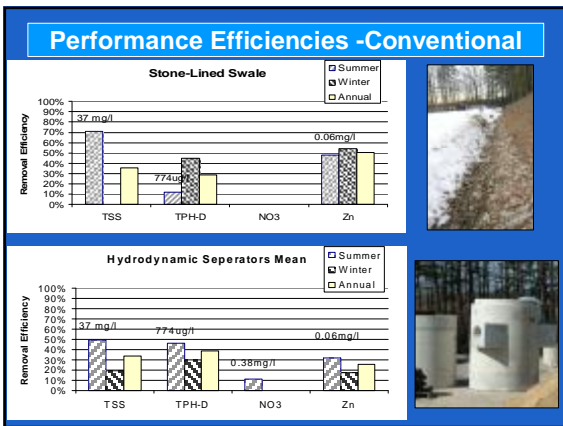 Performance Efficiencies -Conventional
Stone-Lined Swale
Summer
Winter
Annual
Removal Efficiency
100%
90%
80%
70%
60%
50%
40%
30%
20%
10%
0%
37 mg/l
774ug/l
0.06mg/l
TSS TPH-D NO3 Zn
Hydrodynamic Seperators Mean
Summer
Winter
Annual
Removal Efficiency
100%
90%
80%
70%
60%
50%
40%
30%
20%
10%
0%
37 mg/l
774ug/l
0.38mg/l
0.06mg/l
TSS TPH-D NO3 Zn